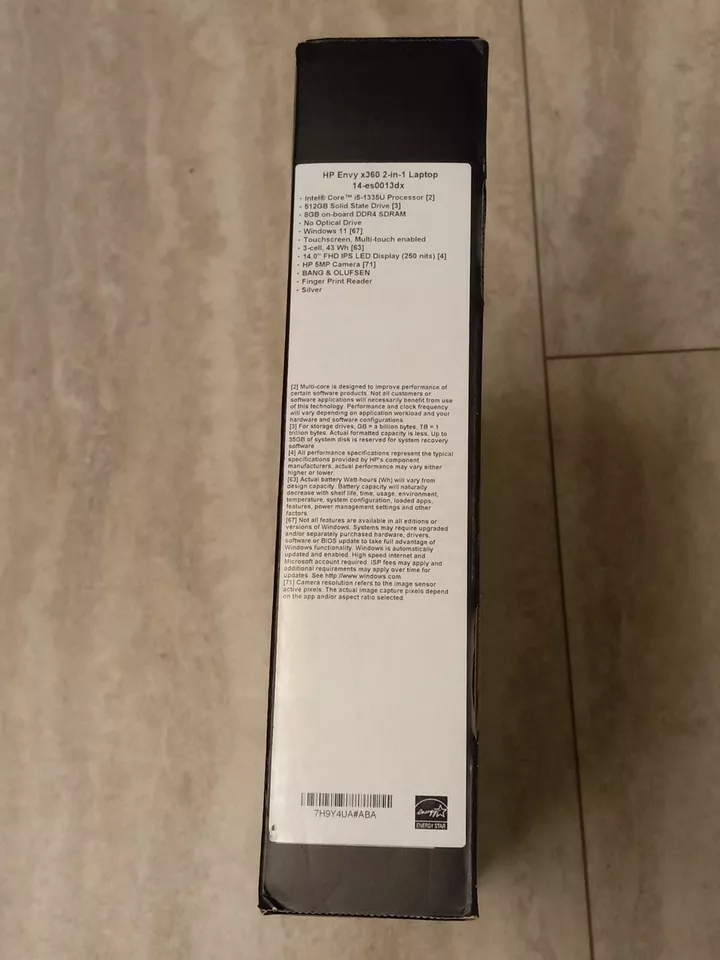 HP Envy x360 2-in-1 Laptop
14-es0013dx
- Intel® Core™ i5-1335U Processor [2]
- 512GB Solid State Drive [3]
- 8GB on-board DDR4 SDRAM
- No Optical Drive
- Windows 11 [67]
- Touchscreen, Multi-touch enabled
- 3-cell, 43 Wh [63]
- 14.0" FHD IPS LED Display (250 nits) [4]
- HP 5MP Camera [71]
- BANG & OLUFSEN
- Finger Print Reader
- Silver
[2] Multi-core is designed to improve performance of
certain software products. Not all customers or
software applications will necessarily benefit from use
of this technology. Performance and clock frequency
will vary depending on application workload and your
hardware and software configurations.
[3] For storage drives, GB = a billion bytes, TB = 1
trillion bytes. Actual formatted capacity is less. Up to
35GB of system disk is reserved for system recovery
software.
[4] All performance specifications represent the typical
specifications provided by HP's component
manufacturers; actual performance may vary either
higher or lower.
[63] Actual battery Watt-hours (Wh) will vary from
design capacity. Battery capacity will naturally
decrease with shelf life, time, usage, environment,
temperature, system configuration, loaded apps,
features, power management settings and other
factors.
[67] Not all features are available in all editions or
versions of Windows. Systems may require upgraded
and/or separately purchased hardware, drivers,
software or BIOS update to take full advantage of
Windows functionality. Windows is automatically
updated and enabled. High speed internet and
Microsoft account required. ISP fees may apply and
additional requirements may apply over time for
updates. See http://www.windows.com.
[71] Camera resolution refers to the image sensor
active pixels. The actual image capture pixels depend
on the app and/or aspect ratio selected.
7H9Y4UA#ABA
energy
ENERGY STAR